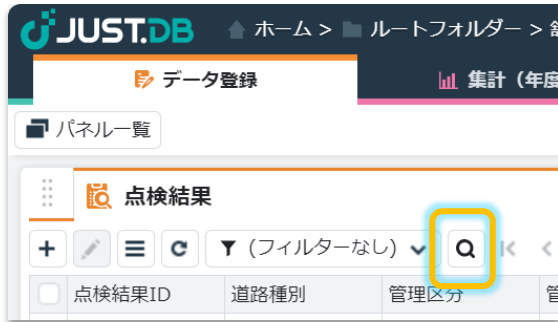 JUST.DB ホーム > ルートフォルダー >
データ登録 集計（年度
パネル一覧
点検結果
(フィルターなし)
点検結果ID 道路種別 管理区分